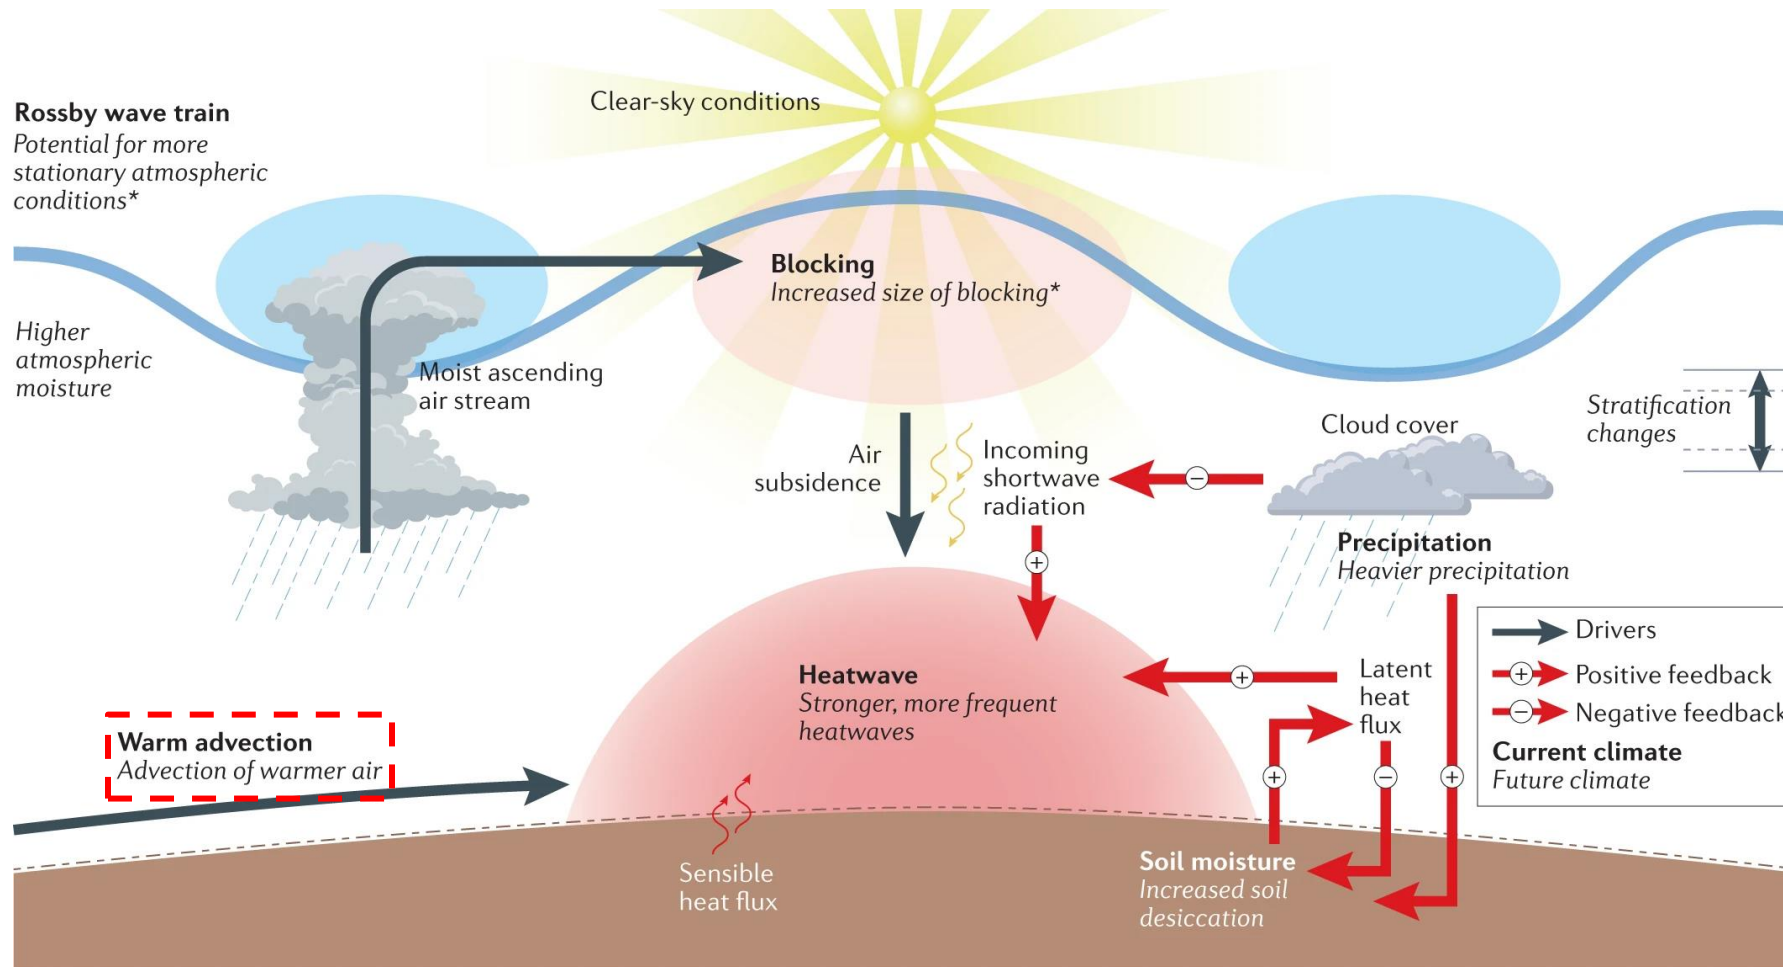 Rossby wave train
Potential for more
stationary atmospheric
conditions*
Clear-sky conditions
Higher
atmospheric
moisture
Moist ascending
air stream
Blocking
Increased size of blocking*
Air
subsidence
Incoming
shortwave
radiation
Cloud cover
Stratification
changes
−
+
Precipitation
Heavier precipitation
Drivers
+ Positive feedback
− Negative feedback
Current climate
Future climate
Heatwave
Stronger, more frequent
heatwaves
+
Latent
heat
flux
+
−
+
Warm advection
Advection of warmer air
Sensible
heat flux
Soil moisture
Increased soil
desiccation